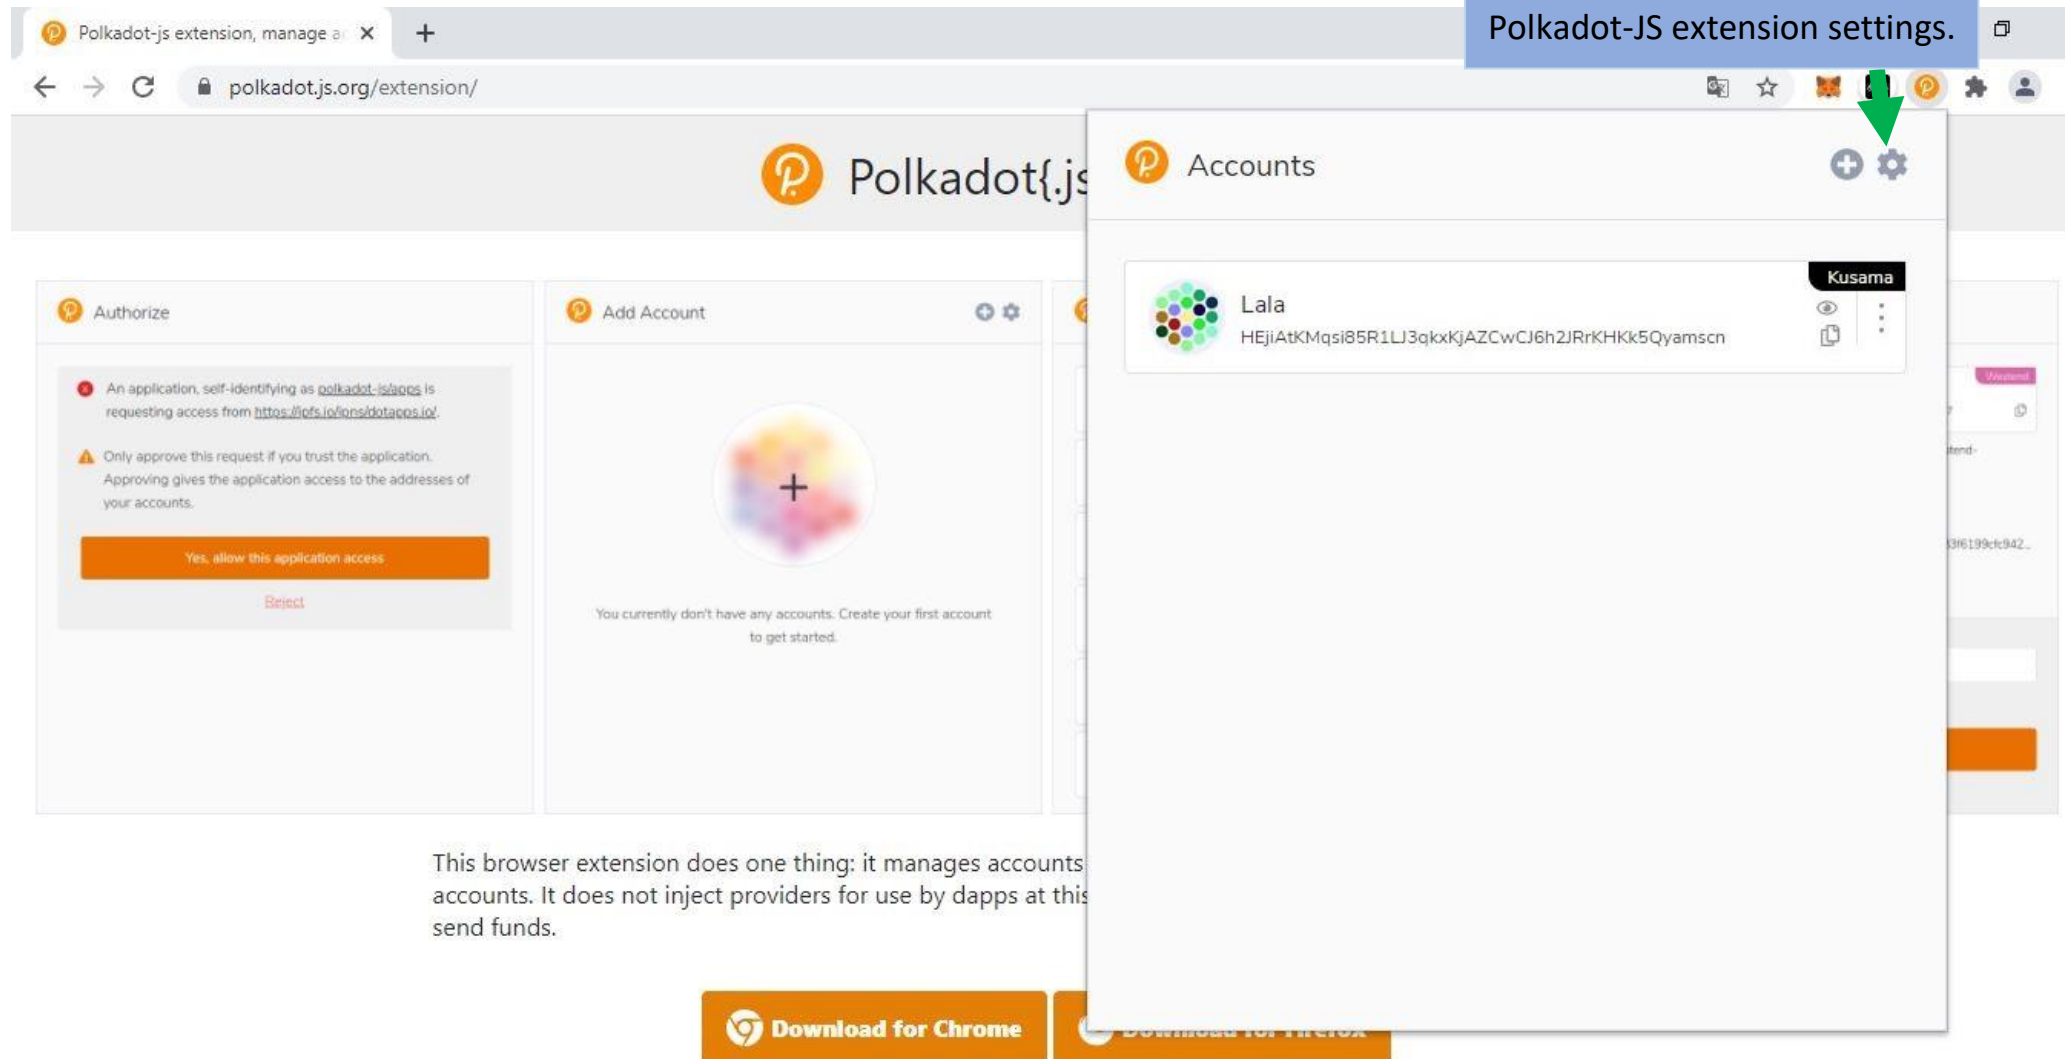 Polkadot-JS extension settings.
Polkadot-js extension, manage a
polkadot.js.org/extension/
Polkadot{.js
Accounts
Kusama
Lala
HEjiAtKMqsi85R1LJ3qkxKjAZCwCJ6h2JRrKHKk5Qyamscn
Authorize
An application, self-identifying as polkadot-js/apps is
requesting access from https://ipfs.io/ipns/dotapps.io/.
Only approve this request if you trust the application.
Approving gives the application access to the addresses of
your accounts.
Yes, allow this application access
Reject
Add Account
You currently don't have any accounts. Create your first account
to get started.
Westend
tend-
This browser extension does one thing: it manages accounts
accounts. It does not inject providers for use by dapps at this
send funds.
Download for Chrome
Download for Firefox